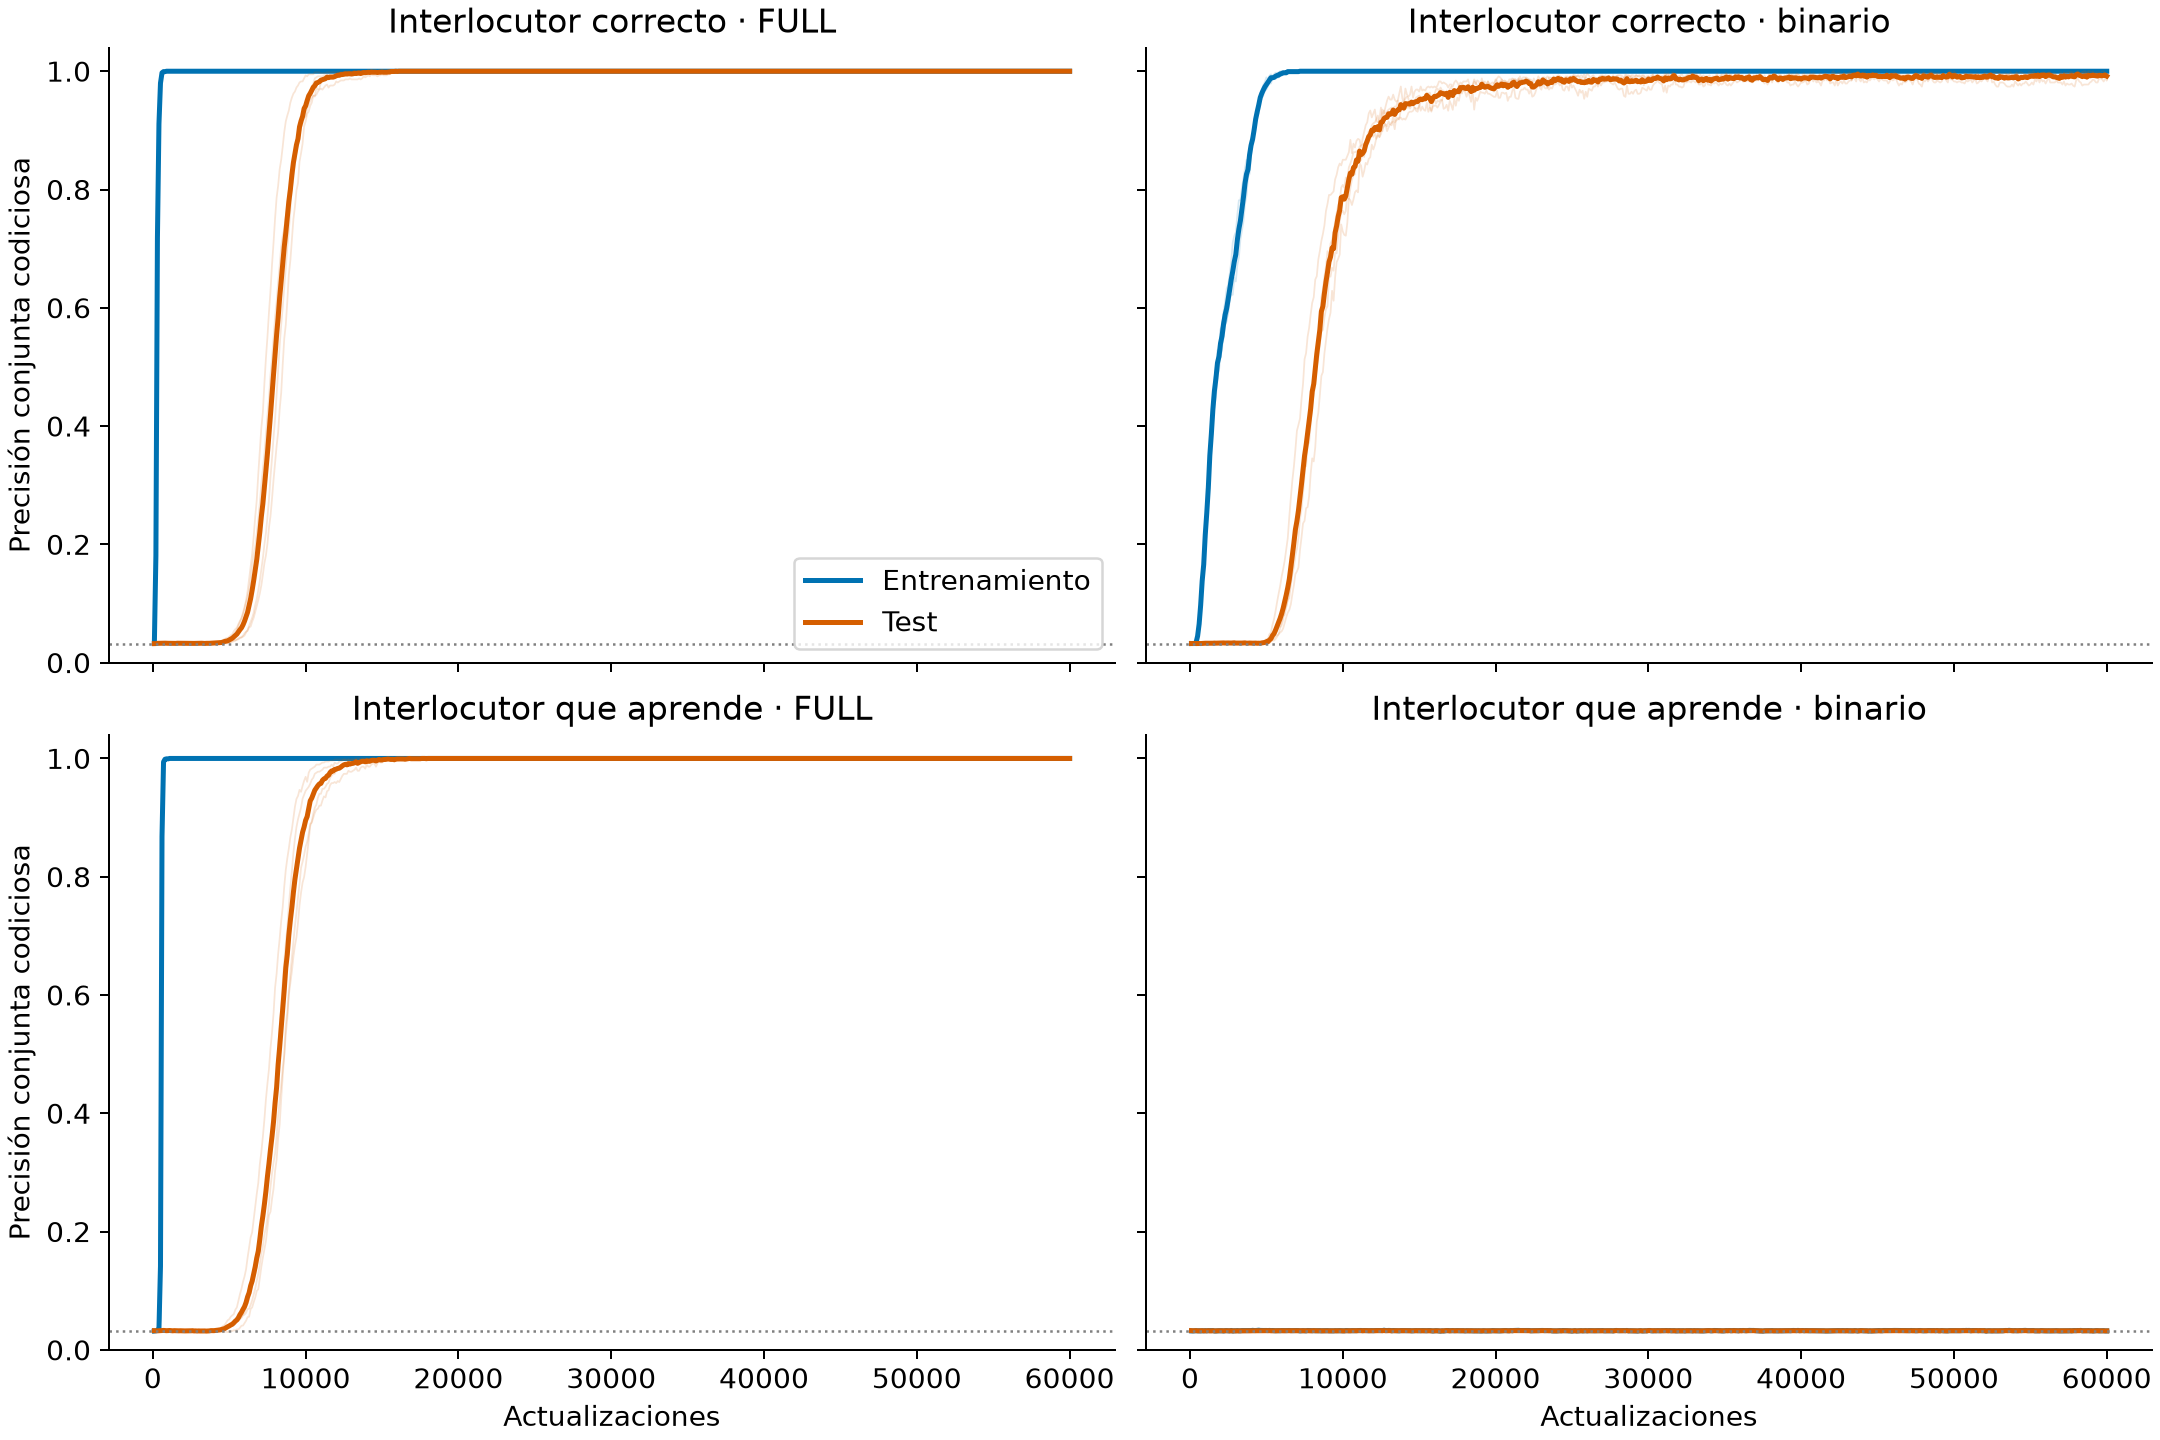 Interlocutor correcto · FULL
Interlocutor correcto · binario
Precisión conjunta codiciosa
1.0
0.8
0.6
0.4
0.2
0.0
Entrenamiento
Test
Interlocutor que aprende · FULL
Interlocutor que aprende · binario
Precisión conjunta codiciosa
1.0
0.8
0.6
0.4
0.2
0.0
0 10000 20000 30000 40000 50000 60000
0 10000 20000 30000 40000 50000 60000
Actualizaciones
Actualizaciones